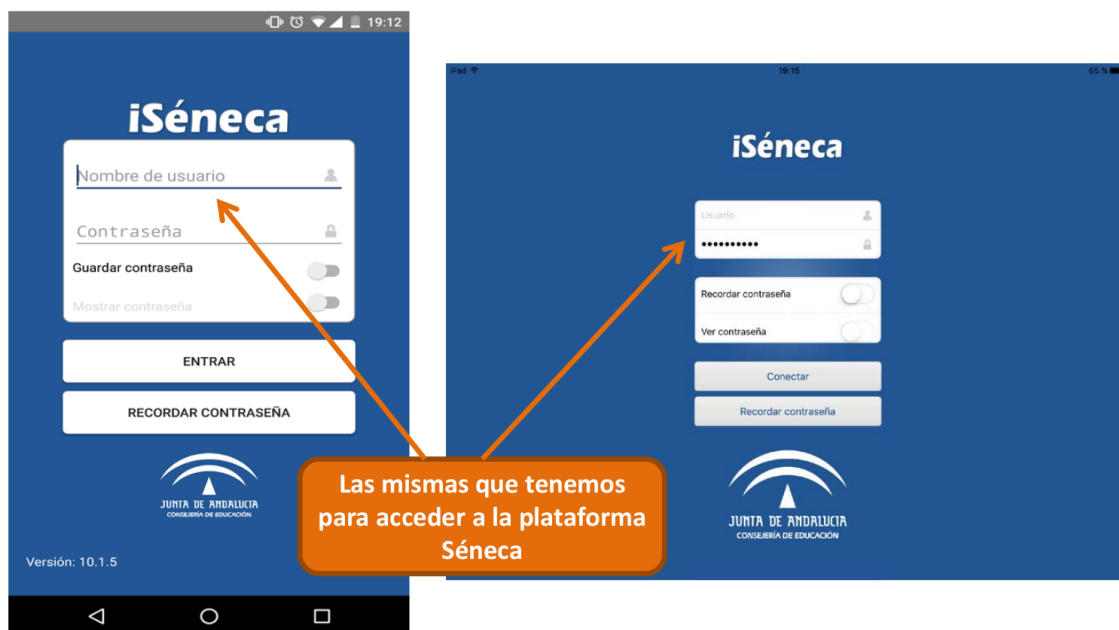 19:12
iSéneca
Nombre de usuario
Contraseña
Guardar contraseña
Mostrar contraseña
ENTRAR
RECORDAR CONTRASEÑA
JUNTA DE ANDALUCIA
CONSEJERÍA DE EDUCACIÓN
Versión: 10.1.5
iPad
19:15
65 %
iSéneca
Usuario
Recordar contraseña
Ver contraseña
Conectar
Recordar contraseña
JUNTA DE ANDALUCIA
CONSEJERÍA DE EDUCACIÓN
Las mismas que tenemos
para acceder a la plataforma
Séneca